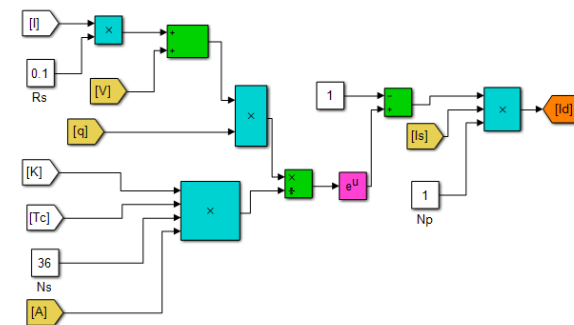 [I]
×
+
+
0.1
Rs
[V]
×
[q]
1
−
+
×
[Id]
[Is]
1
Np
×
÷
e^u
[K]
[Tc]
×
36
Ns
[A]